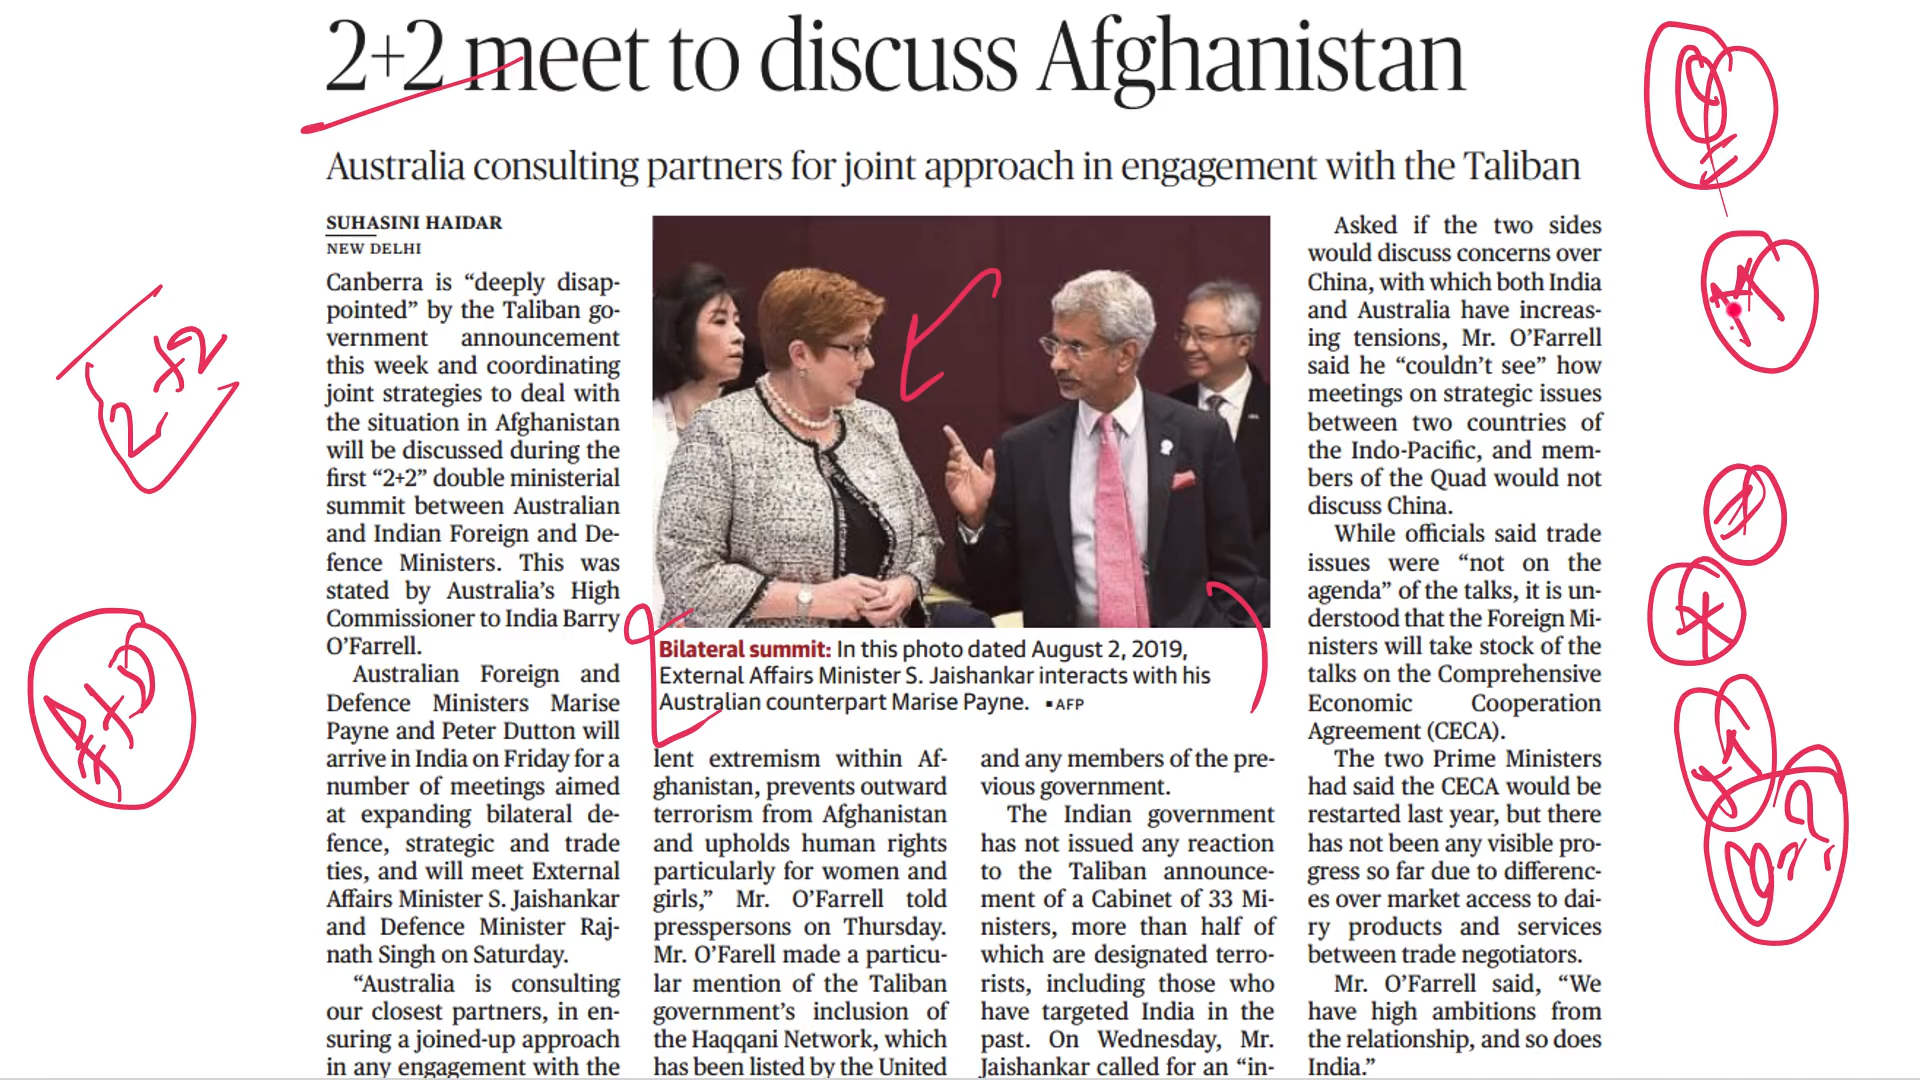 2+2 meet to discuss Afghanistan
Australia consulting partners for joint approach in engagement with the Taliban
SUHASINI HAIDAR
NEW DELHI
Canberra is “deeply disap-
pointed” by the Taliban go-
vernment announcement
this week and coordinating
joint strategies to deal with
the situation in Afghanistan
will be discussed during the
first “2+2” double ministerial
summit between Australian
and Indian Foreign and De-
fence Ministers. This was
stated by Australia’s High
Commissioner to India Barry
O’Farrell.
Australian Foreign and
Defence Ministers Marise
Payne and Peter Dutton will
arrive in India on Friday for a
number of meetings aimed
at expanding bilateral de-
fence, strategic and trade
ties, and will meet External
Affairs Minister S. Jaishankar
and Defence Minister Raj-
nath Singh on Saturday.
“Australia is consulting
our closest partners, in en-
suring a joined-up approach
in any engagement with the
Bilateral summit: In this photo dated August 2, 2019,
External Affairs Minister S. Jaishankar interacts with his
Australian counterpart Marise Payne. ▪AFP
lent extremism within Af-
ghanistan, prevents outward
terrorism from Afghanistan
and upholds human rights
particularly for women and
girls,” Mr. O’Farrell told
presspersons on Thursday.
Mr. O’Farell made a particu-
lar mention of the Taliban
government’s inclusion of
the Haqqani Network, which
has been listed by the United
and any members of the pre-
vious government.
The Indian government
has not issued any reaction
to the Taliban announce-
ment of a Cabinet of 33 Mi-
nisters, more than half of
which are designated terro-
rists, including those who
have targeted India in the
past. On Wednesday, Mr.
Jaishankar called for an “in-
Asked if the two sides
would discuss concerns over
China, with which both India
and Australia have increas-
ing tensions, Mr. O’Farrell
said he “couldn’t see” how
meetings on strategic issues
between two countries of
the Indo-Pacific, and mem-
bers of the Quad would not
discuss China.
While officials said trade
issues were “not on the
agenda” of the talks, it is un-
derstood that the Foreign Mi-
nisters will take stock of the
talks on the Comprehensive
Economic Cooperation
Agreement (CECA).
The two Prime Ministers
had said the CECA would be
restarted last year, but there
has not been any visible pro-
gress so far due to differenc-
es over market access to dai-
ry products and services
between trade negotiators.
Mr. O’Farrell said, “We
have high ambitions from
the relationship, and so does
India.”
2+2